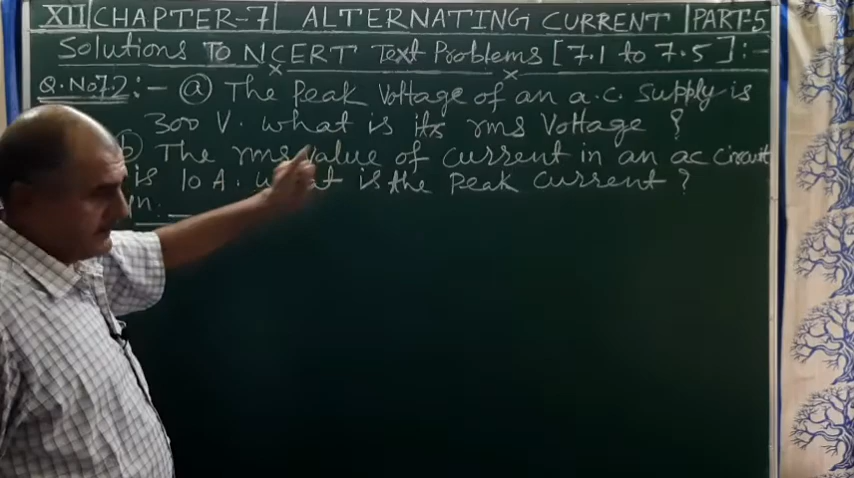 XII|CHAPTER-7| ALTERNATING CURRENT |PART-5
Solutions TO NCERT Text Problems [7.1 to 7.5]:-
Q.No7.2:- (a) The Peak Voltage of an a.c. Supply is
300 V. what is its rms Voltage ?
b) The rms value of current in an ac circuit
is 10 A. what is the Peak current ?